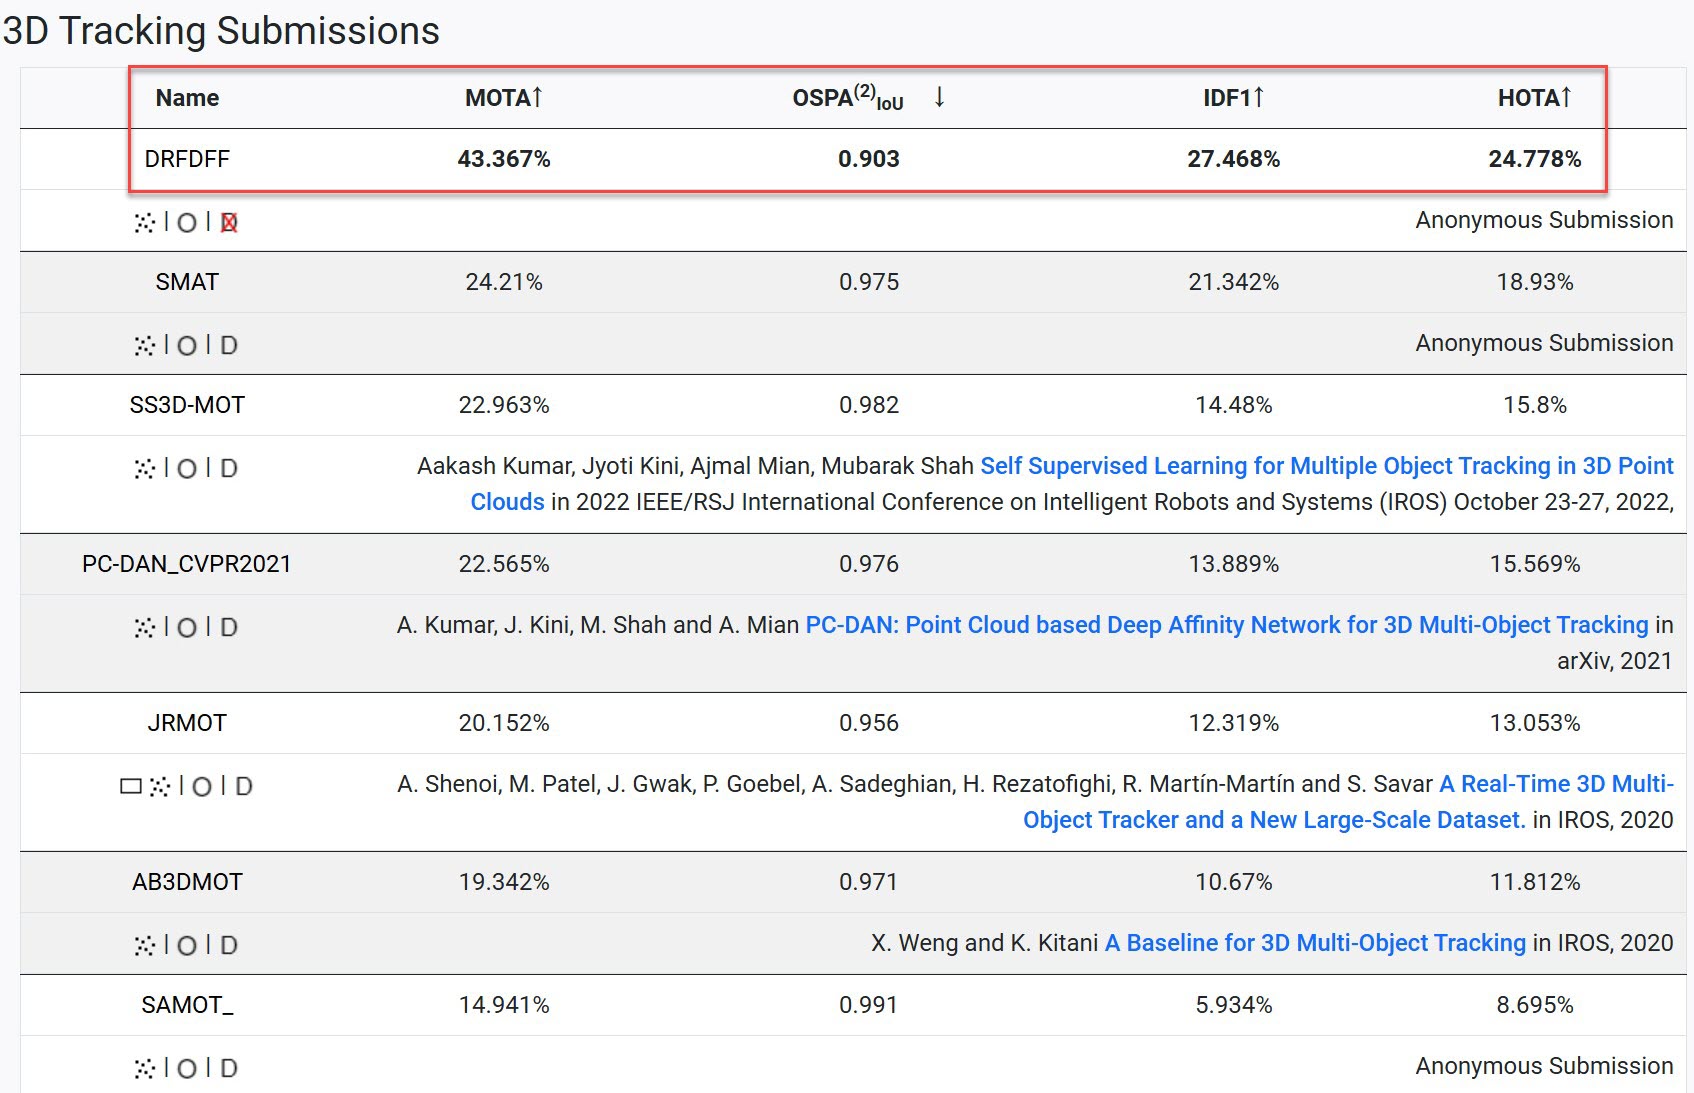 3D Tracking Submissions
Name MOTA↑ OSPA(2)IoU ↓ IDF1↑ HOTA↑
DRFDFF 43.367% 0.903 27.468% 24.778%
| O | D Anonymous Submission
SMAT 24.21% 0.975 21.342% 18.93%
| O | D Anonymous Submission
SS3D-MOT 22.963% 0.982 14.48% 15.8%
| O | D Aakash Kumar, Jyoti Kini, Ajmal Mian, Mubarak Shah Self Supervised Learning for Multiple Object Tracking in 3D Point
Clouds in 2022 IEEE/RSJ International Conference on Intelligent Robots and Systems (IROS) October 23-27, 2022,
PC-DAN_CVPR2021 22.565% 0.976 13.889% 15.569%
| O | D A. Kumar, J. Kini, M. Shah and A. Mian PC-DAN: Point Cloud based Deep Affinity Network for 3D Multi-Object Tracking in
arXiv, 2021
JRMOT 20.152% 0.956 12.319% 13.053%
| O | D A. Shenoi, M. Patel, J. Gwak, P. Goebel, A. Sadeghian, H. Rezatofighi, R. Martín-Martín and S. Savar A Real-Time 3D Multi-
Object Tracker and a New Large-Scale Dataset. in IROS, 2020
AB3DMOT 19.342% 0.971 10.67% 11.812%
| O | D X. Weng and K. Kitani A Baseline for 3D Multi-Object Tracking in IROS, 2020
SAMOT_ 14.941% 0.991 5.934% 8.695%
| O | D Anonymous Submission